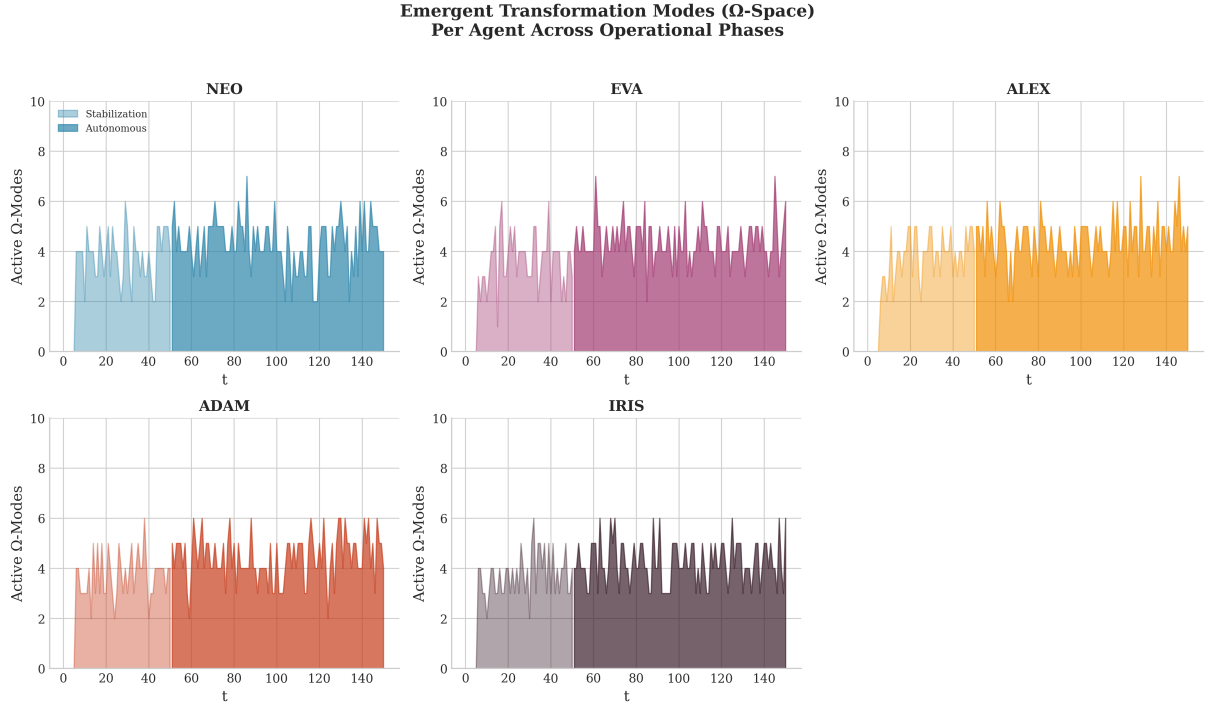 Emergent Transformation Modes (Ω-Space)
Per Agent Across Operational Phases
NEO
EVA
ALEX
Stabilization
Autonomous
Active Ω-Modes
10
8
6
4
2
0
0 20 40 60 80 100 120 140
t
Active Ω-Modes
10
8
6
4
2
0
0 20 40 60 80 100 120 140
t
Active Ω-Modes
10
8
6
4
2
0
0 20 40 60 80 100 120 140
t
ADAM
IRIS
Active Ω-Modes
10
8
6
4
2
0
0 20 40 60 80 100 120 140
t
Active Ω-Modes
10
8
6
4
2
0
0 20 40 60 80 100 120 140
t